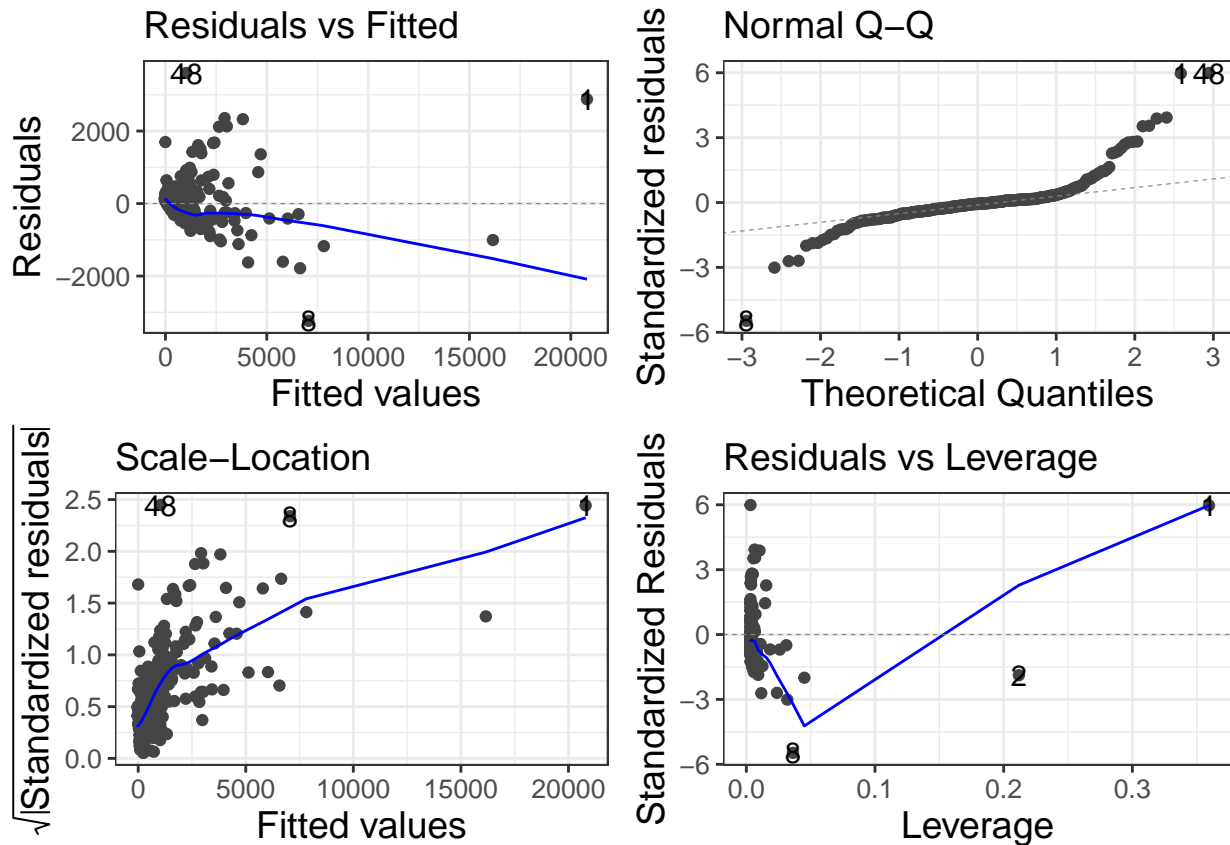 Residuals vs Fitted
Residuals
2000
0
−2000
48
1
8
0 5000 10000 15000 20000
Fitted values
Normal Q−Q
Standardized residuals
6
3
0
−3
−6
1 48
8
−3 −2 −1 0 1 2 3
Theoretical Quantiles
Scale−Location
√|Standardized residuals|
2.5
2.0
1.5
1.0
0.5
0.0
48
8
1
0 5000 10000 15000 20000
Fitted values
Residuals vs Leverage
Standardized Residuals
6
3
0
−3
−6
1
2
8
0.0 0.1 0.2 0.3
Leverage